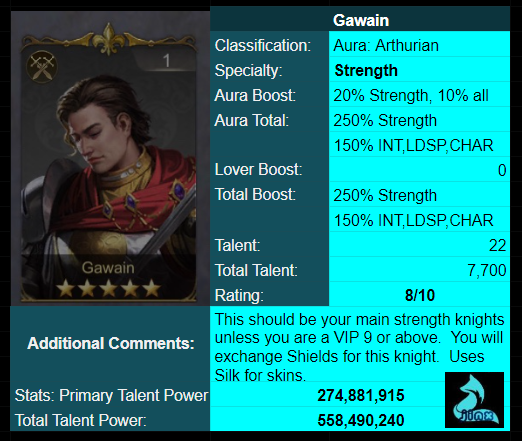 Gawain
1
Classification: Aura: Arthurian
Specialty: Strength
Aura Boost: 20% Strength, 10% all
Aura Total: 250% Strength
150% INT,LDSP,CHAR
Lover Boost: 0
Total Boost: 250% Strength
150% INT,LDSP,CHAR
Talent: 22
Total Talent: 7,700
Rating: 8/10
Gawain
Additional Comments:
This should be your main strength knights
unless you are a VIP 9 or above. You will
exchange Shields for this knight. Uses
Silk for skins.
Stats: Primary Talent Power 274,881,915
Total Talent Power: 558,490,240